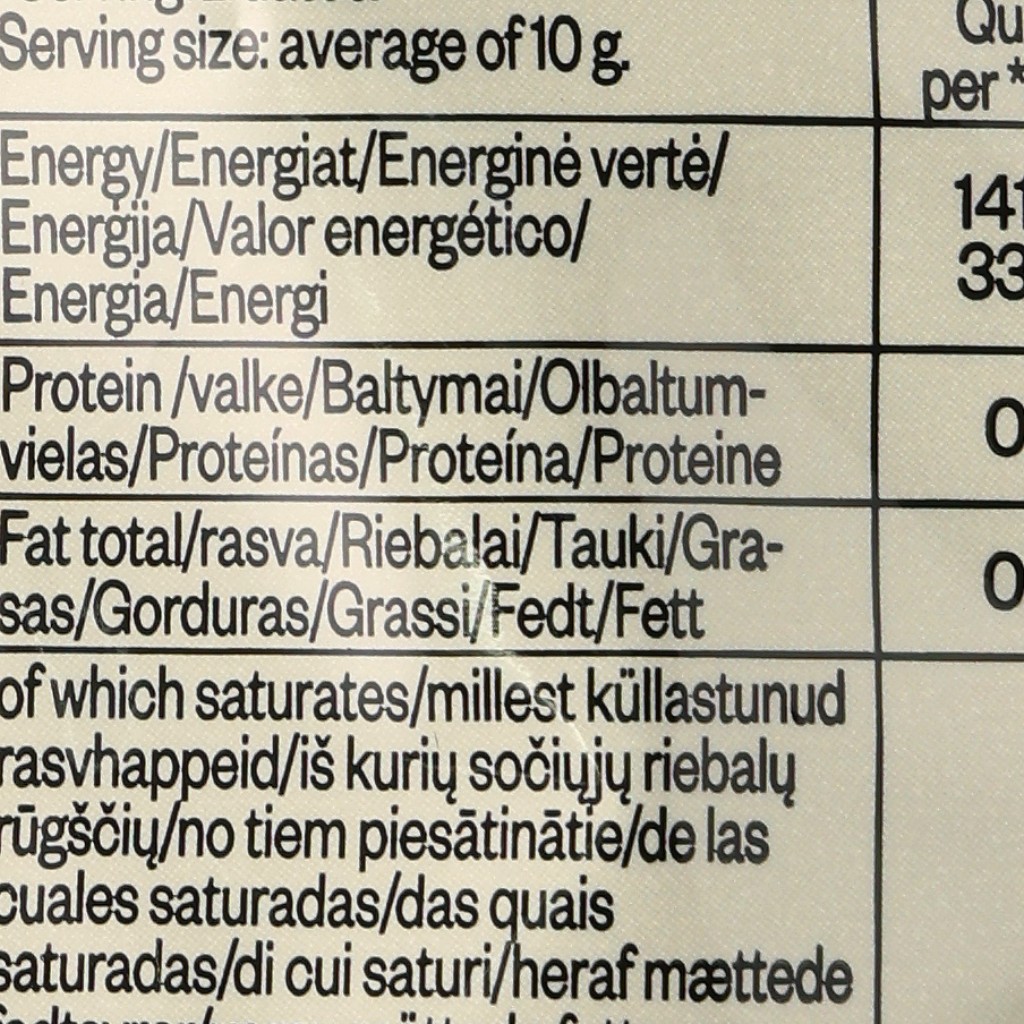 Serving size: average of 10 g.
per *
Energy/Energiat/Energinė vertė/
Enerģija/Valor energético/
Energia/Energi
Protein /valke/Baltymai/Olbaltum-
vielas/Proteínas/Proteína/Proteine
0
Fat total/rasva/Riebalai/Tauki/Gra-
sas/Gorduras/Grassi/Fedt/Fett
0
of which saturates/millest küllastunud
rasvhappeid/iš kurių sočiųjų riebalų
rūgščių/no tiem piesātinātie/de las
cuales saturadas/das quais
saturadas/di cui saturi/heraf mættede